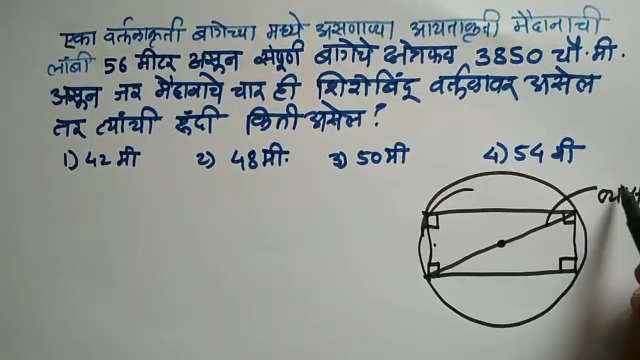 एका वर्तुळाकृती बागेच्या मध्ये असणाऱ्या आयताकृती मैदानाची
लांबी 56 मीटर असून संपूर्ण बागेचे क्षेत्रफळ 3850 चौ.मी.
असून जर मैदानाचे चार ही शिरोबिंदू वर्तुळावर असेल
तर त्यांची रुंदी किती असेल?
1) 42 मी 2) 48 मी. 3) 50 मी 4) 54 मी